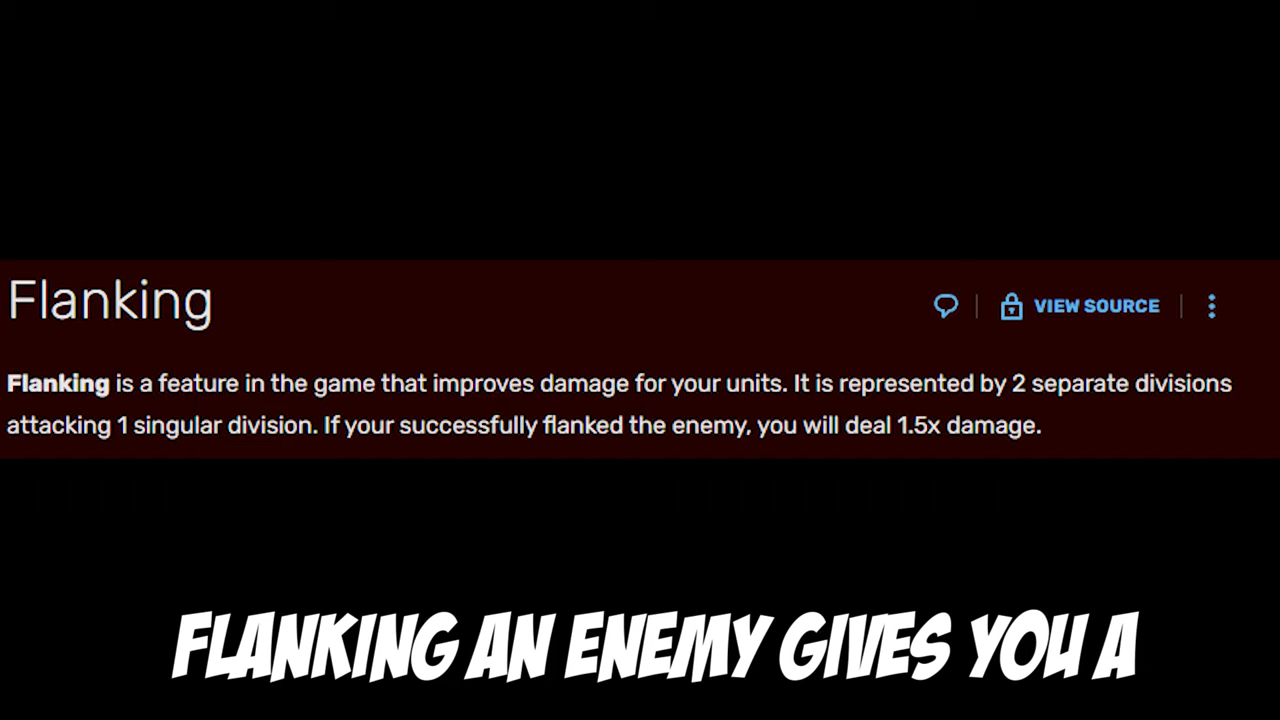 Flanking
VIEW SOURCE
Flanking is a feature in the game that improves damage for your units. It is represented by 2 separate divisions
attacking 1 singular division. If your successfully flanked the enemy, you will deal 1.5x damage.
FLANKING AN ENEMY GIVES YOU A